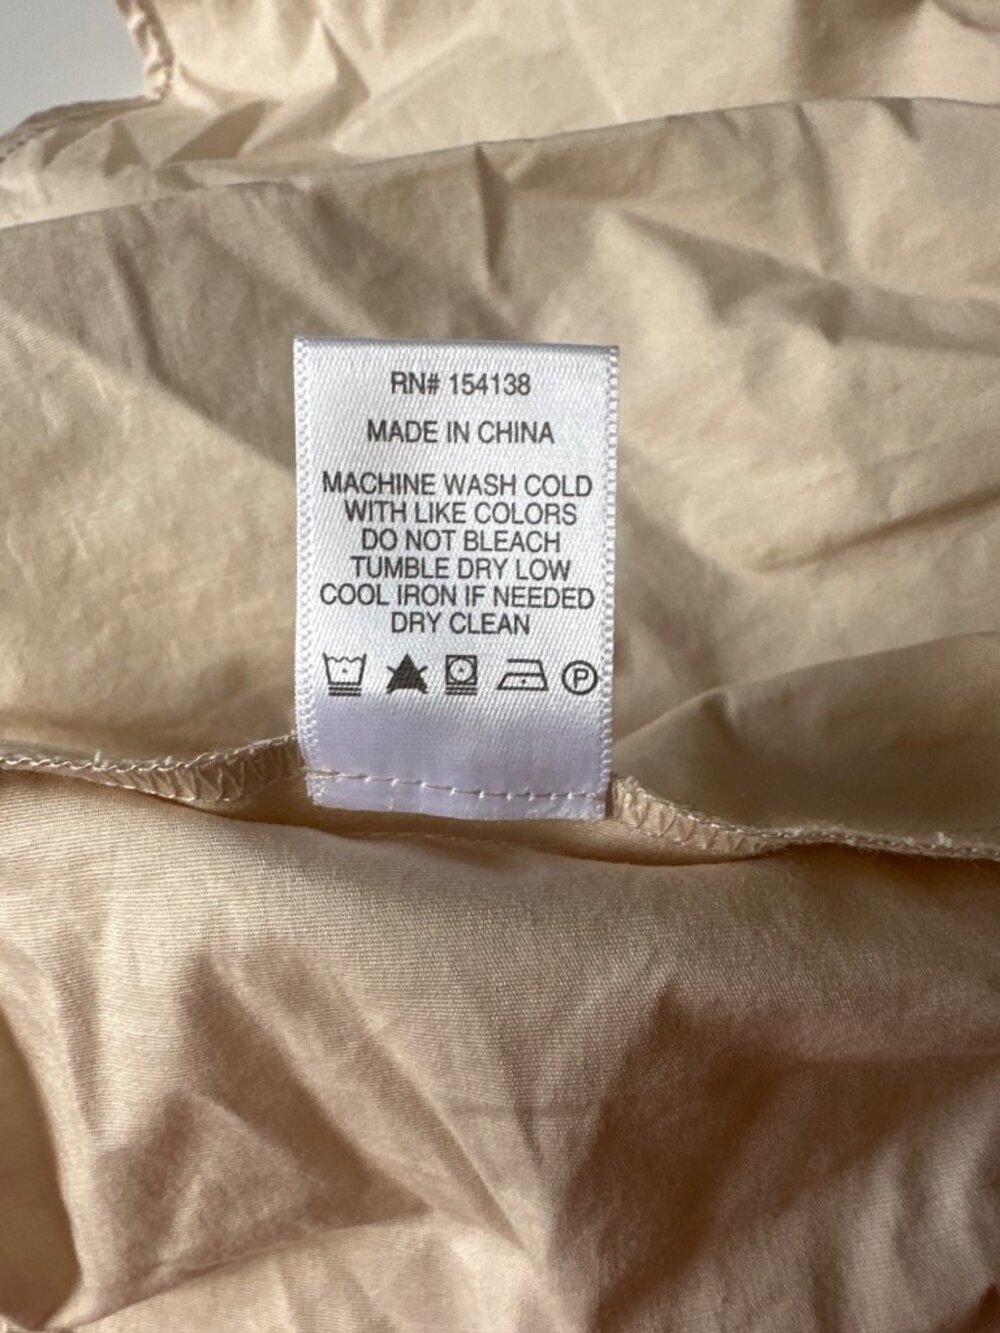 RN# 154138
MADE IN CHINA
MACHINE WASH COLD
WITH LIKE COLORS
DO NOT BLEACH
TUMBLE DRY LOW
COOL IRON IF NEEDED
DRY CLEAN
P